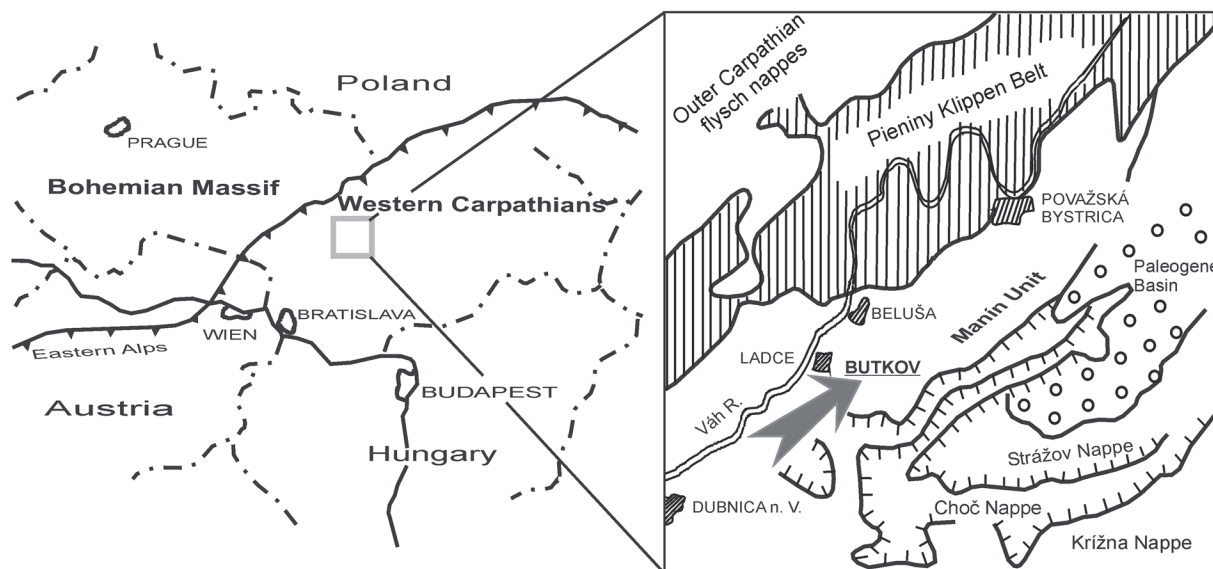 Poland
PRAGUE
Bohemian Massif
Western Carpathians
WIEN
BRATISLAVA
Eastern Alps
BUDAPEST
Austria
Hungary
Outer Carpathian
flysch nappes
Pieniny Klippen Belt
POVAŽSKÁ
BYSTRICA
Paleogene
Basin
Manín Unit
BELUŠA
LADCE
BUTKOV
Váh R.
Strážov Nappe
DUBNICA n. V.
Choč Nappe
Krížna Nappe